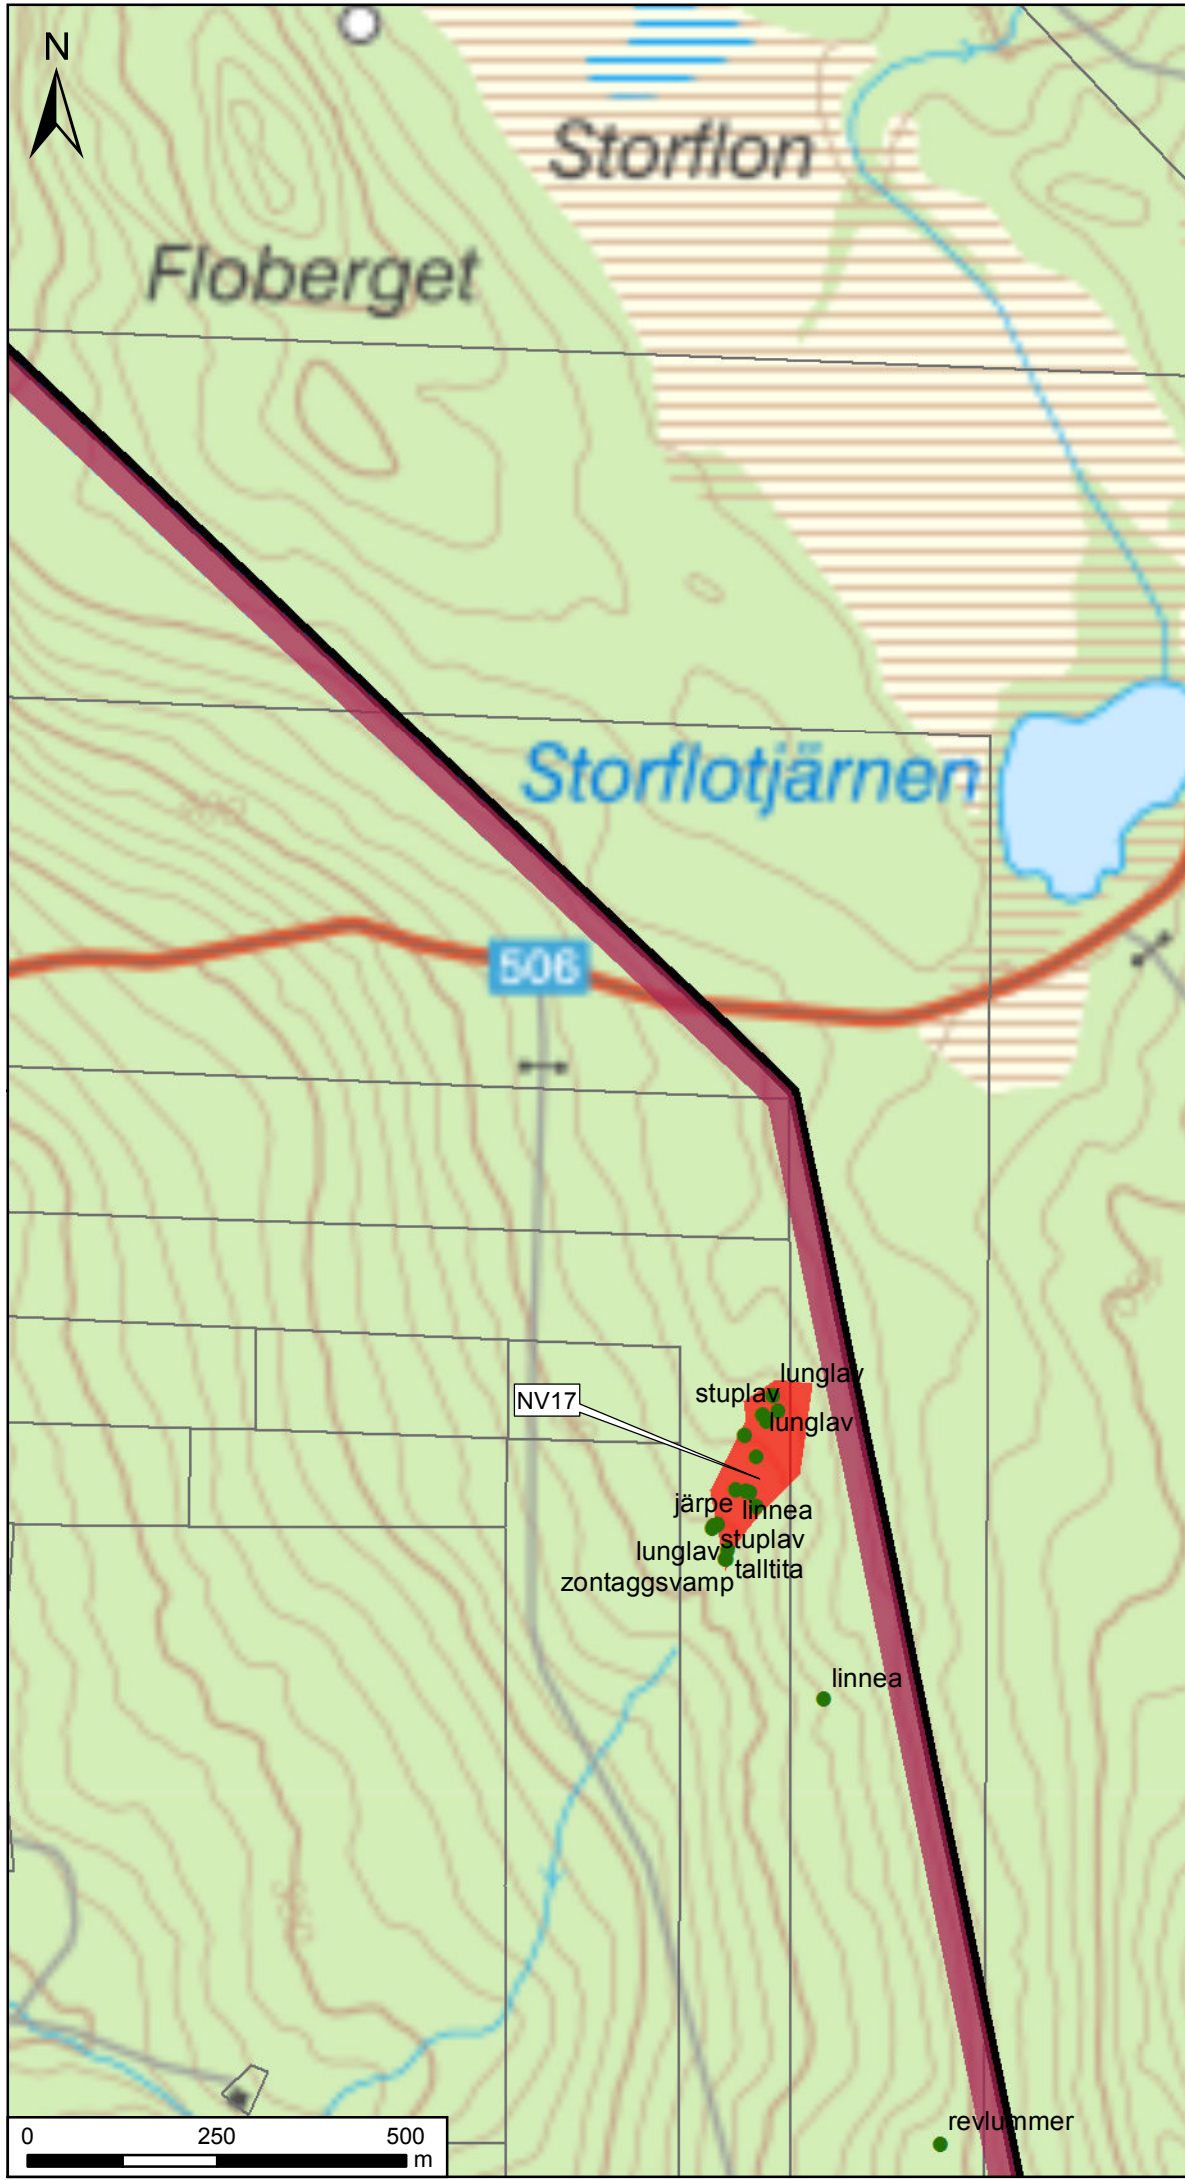 N
Storflon
Floberget
Storflotjärnen
506
lunglav
stuplav
NV17
lunglav
järpe
linnea
stuplav
lunglav
talltita
zontaggsvamp
linnea
revlummer
0 250 500
m